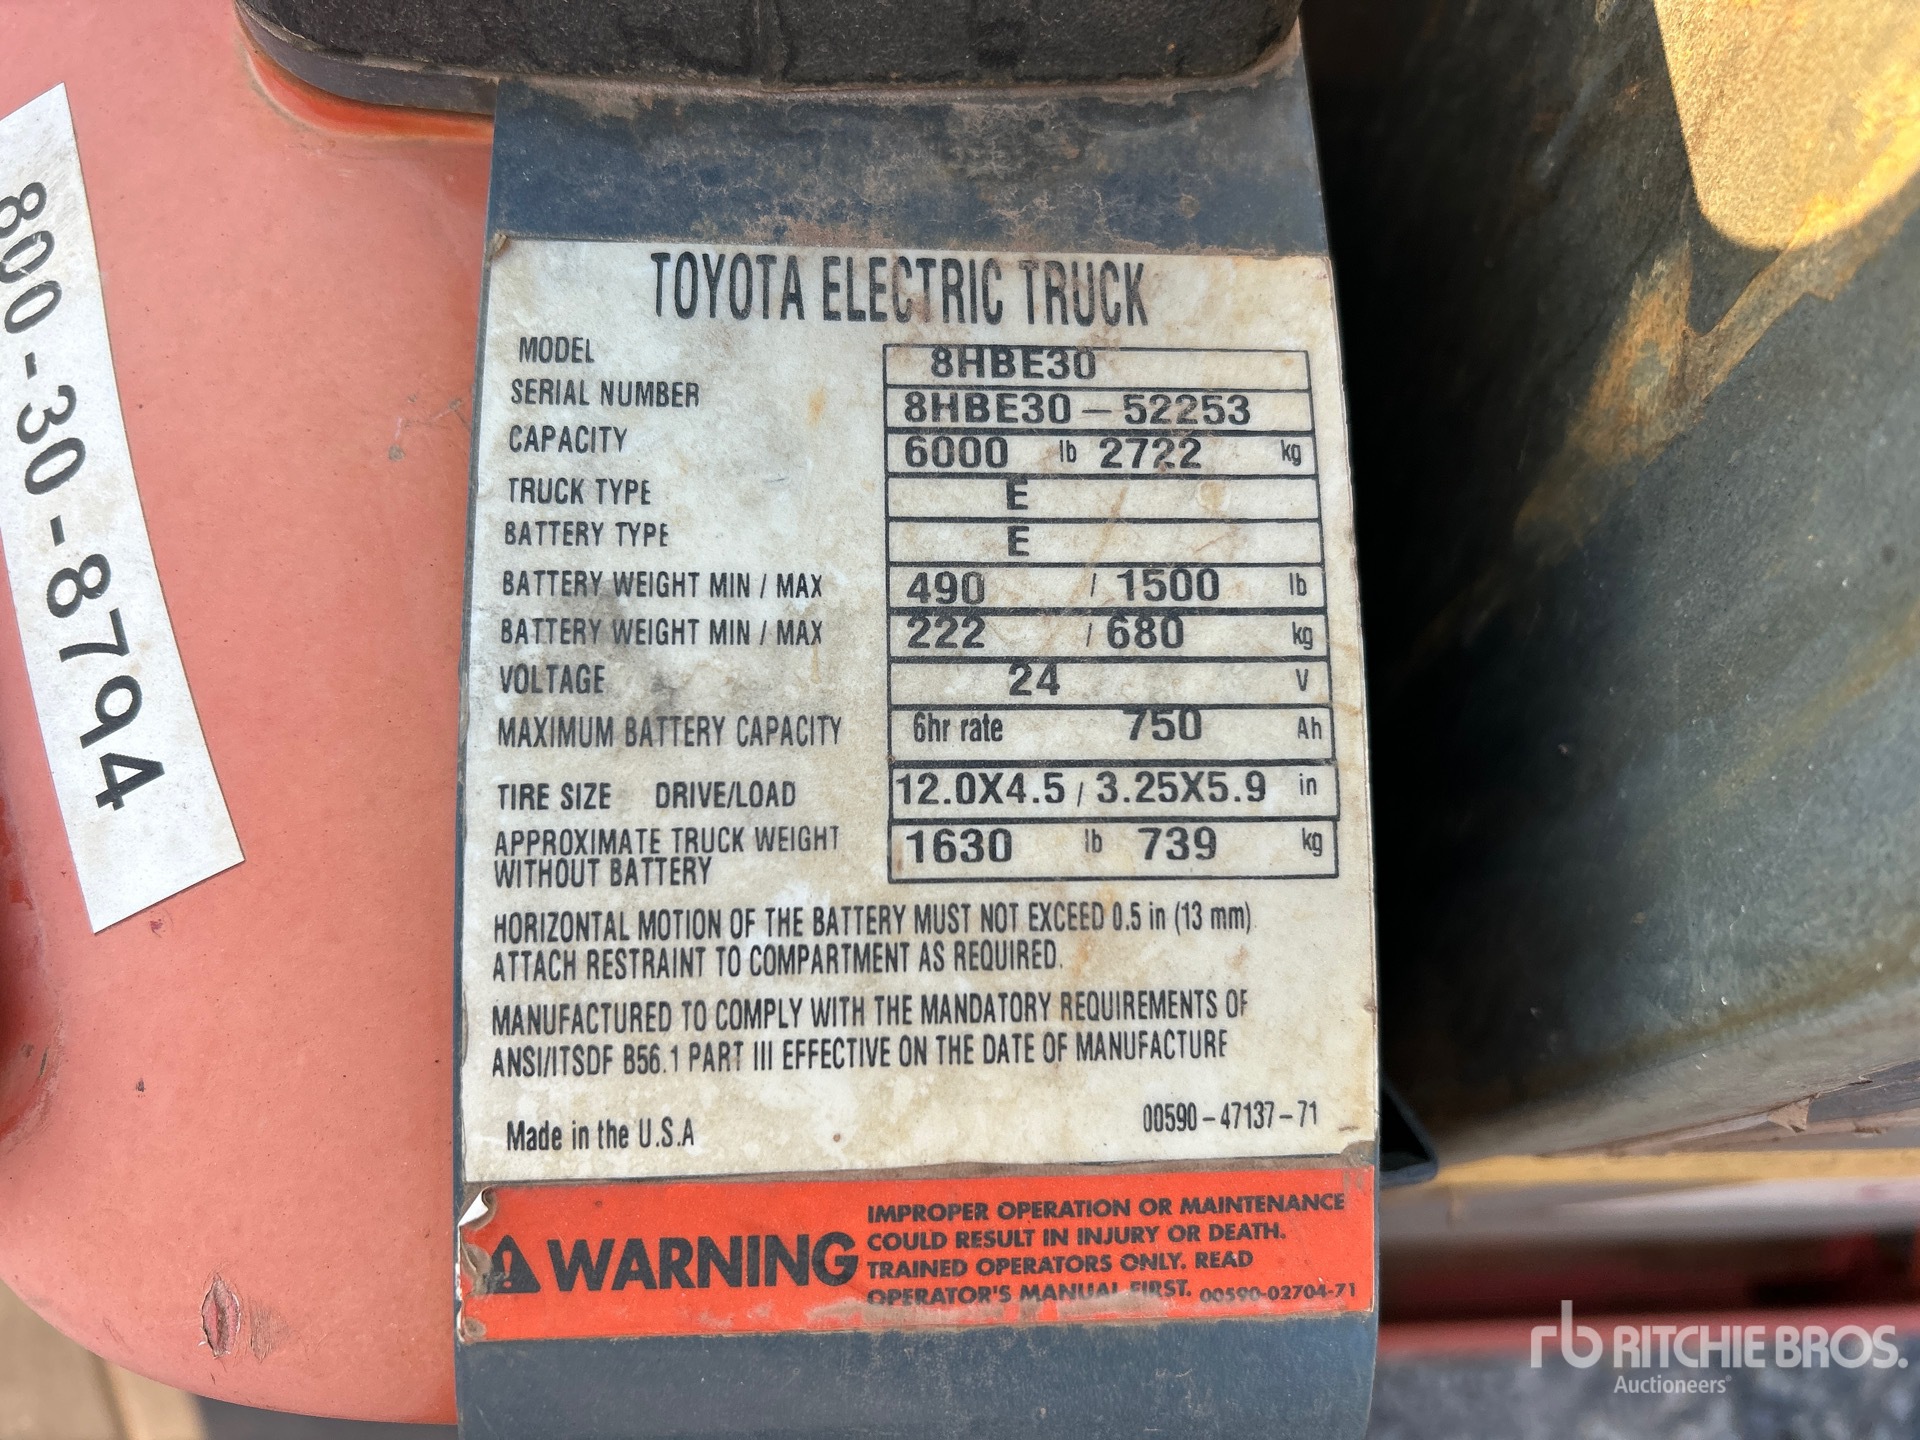 800-30-8794
TOYOTA ELECTRIC TRUCK
MODEL 8HBE30
SERIAL NUMBER 8HBE30-52253
CAPACITY 6000 lb 2722 kg
TRUCK TYPE E
BATTERY TYPE E
BATTERY WEIGHT MIN / MAX 490 / 1500 lb
BATTERY WEIGHT MIN / MAX 222 / 680 kg
VOLTAGE 24 V
MAXIMUM BATTERY CAPACITY 6hr rate 750 Ah
TIRE SIZE DRIVE/LOAD 12.0X4.5 / 3.25X5.9 in
APPROXIMATE TRUCK WEIGHT
WITHOUT BATTERY 1630 lb 739 kg
HORIZONTAL MOTION OF THE BATTERY MUST NOT EXCEED 0.5 in (13 mm)
ATTACH RESTRAINT TO COMPARTMENT AS REQUIRED.
MANUFACTURED TO COMPLY WITH THE MANDATORY REQUIREMENTS OF
ANSI/ITSDF B56.1 PART III EFFECTIVE ON THE DATE OF MANUFACTURE
00590-47137-71
Made in the U.S.A
WARNING
IMPROPER OPERATION OR MAINTENANCE
COULD RESULT IN INJURY OR DEATH.
TRAINED OPERATORS ONLY. READ
OPERATOR'S MANUAL FIRST. 00590-02704-71
rb RITCHIE BROS.
Auctioneers